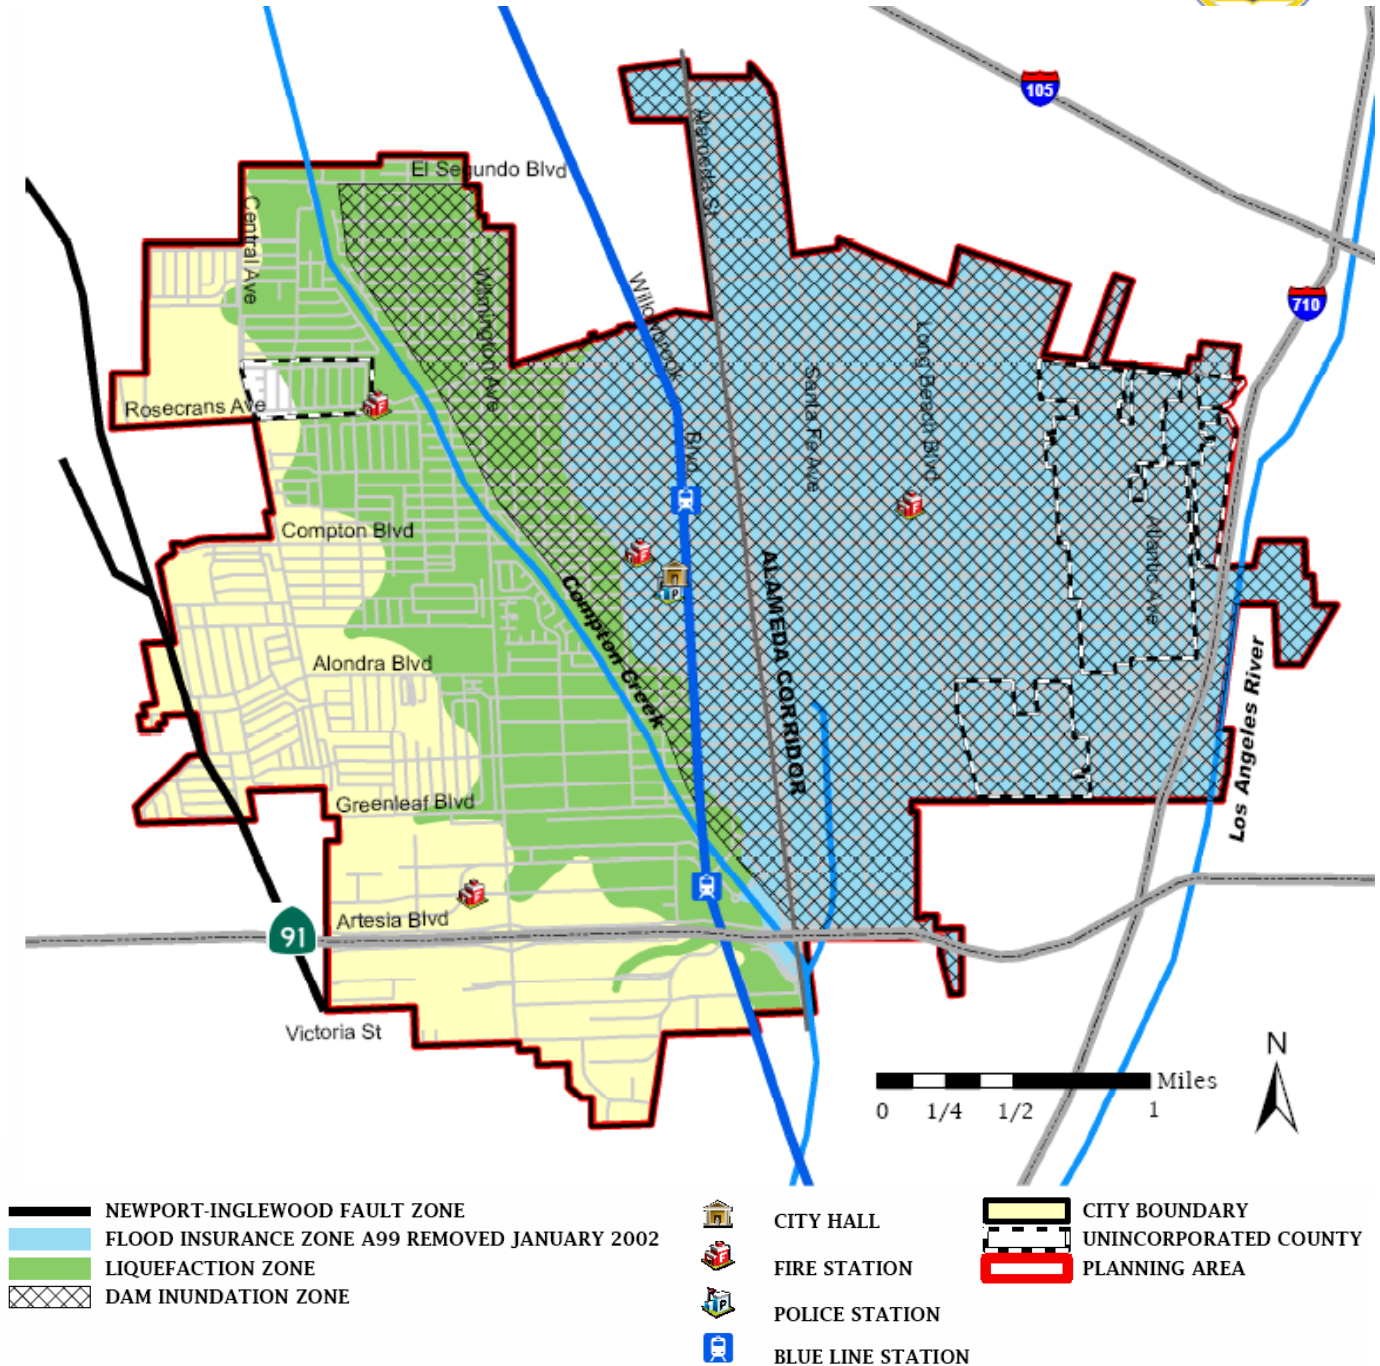 105
El Segundo Blvd
Alameda St
Central Ave
Wilmington Ave
Willowbrook Blvd
710
Santa Fe Ave
Long Beach Blvd
Rosecrans Ave
F
Compton Blvd
F
F
P
Atlantic Ave
Compton Creek
ALAMEDA CORRIDOR
Alondra Blvd
Los Angeles River
Greenleaf Blvd
F
Artesia Blvd
91
Victoria St
N
Miles
0 1/4 1/2 1
NEWPORT-INGLEWOOD FAULT ZONE
FLOOD INSURANCE ZONE A99 REMOVED JANUARY 2002
LIQUEFACTION ZONE
DAM INUNDATION ZONE
CITY HALL
F
FIRE STATION
P
POLICE STATION
BLUE LINE STATION
CITY BOUNDARY
UNINCORPORATED COUNTY
PLANNING AREA